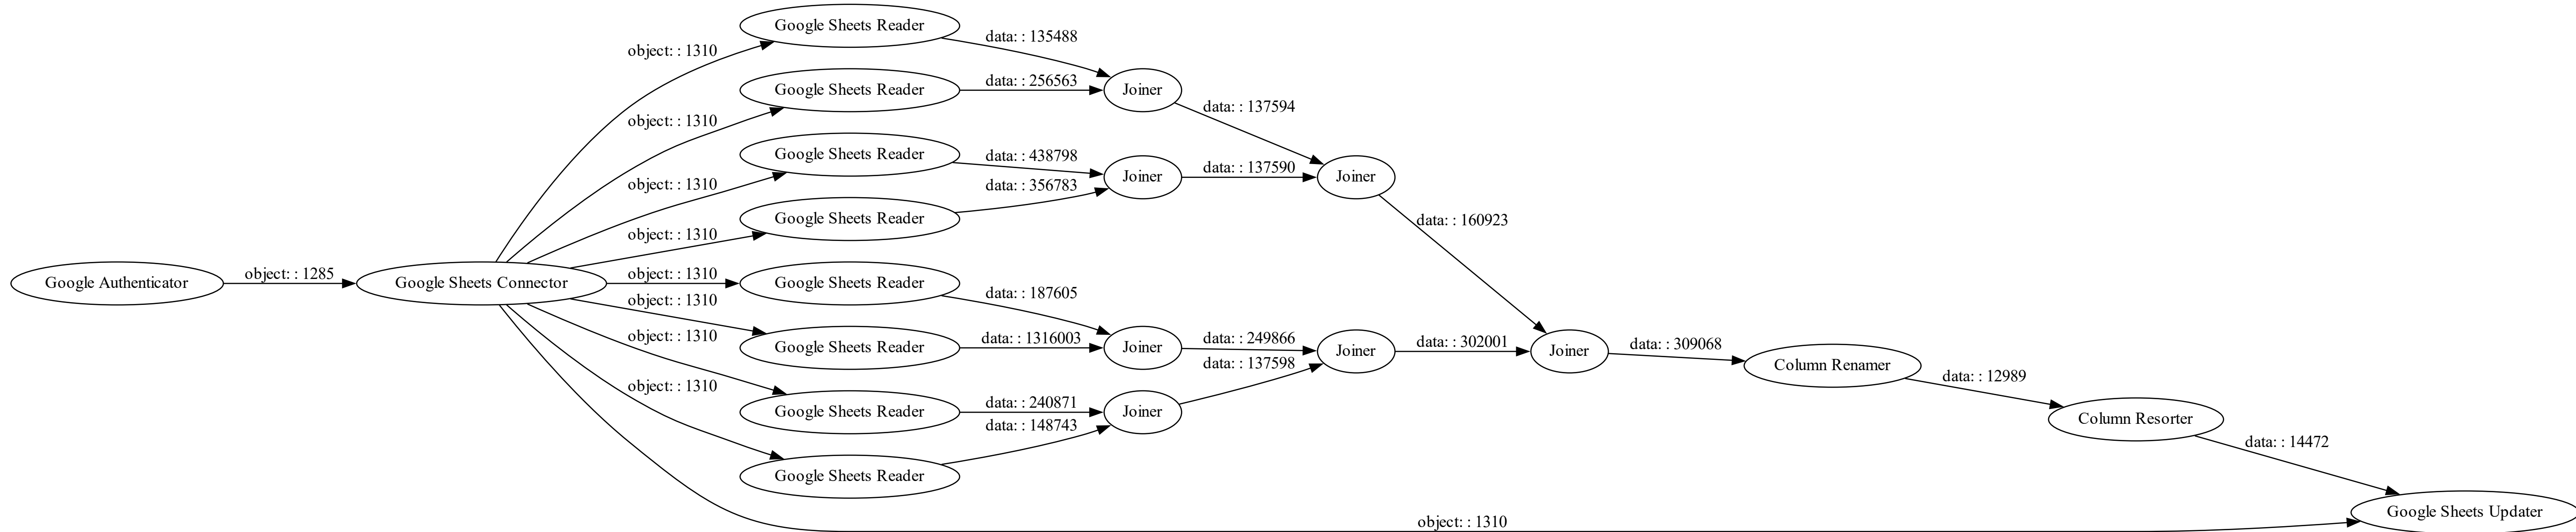 Google Authenticator
object: : 1285
Google Sheets Connector
object: : 1310
object: : 1310
object: : 1310
object: : 1310
object: : 1310
object: : 1310
object: : 1310
object: : 1310
object: : 1310
Google Sheets Reader
Google Sheets Reader
Google Sheets Reader
Google Sheets Reader
Google Sheets Reader
Google Sheets Reader
Google Sheets Reader
Google Sheets Reader
data: : 135488
data: : 256563
data: : 438798
data: : 356783
data: : 187605
data: : 1316003
data: : 240871
data: : 148743
Joiner
Joiner
Joiner
Joiner
data: : 137594
data: : 137590
data: : 249866
data: : 137598
Joiner
Joiner
data: : 160923
data: : 302001
Joiner
data: : 309068
Column Renamer
data: : 12989
Column Resorter
data: : 14472
Google Sheets Updater